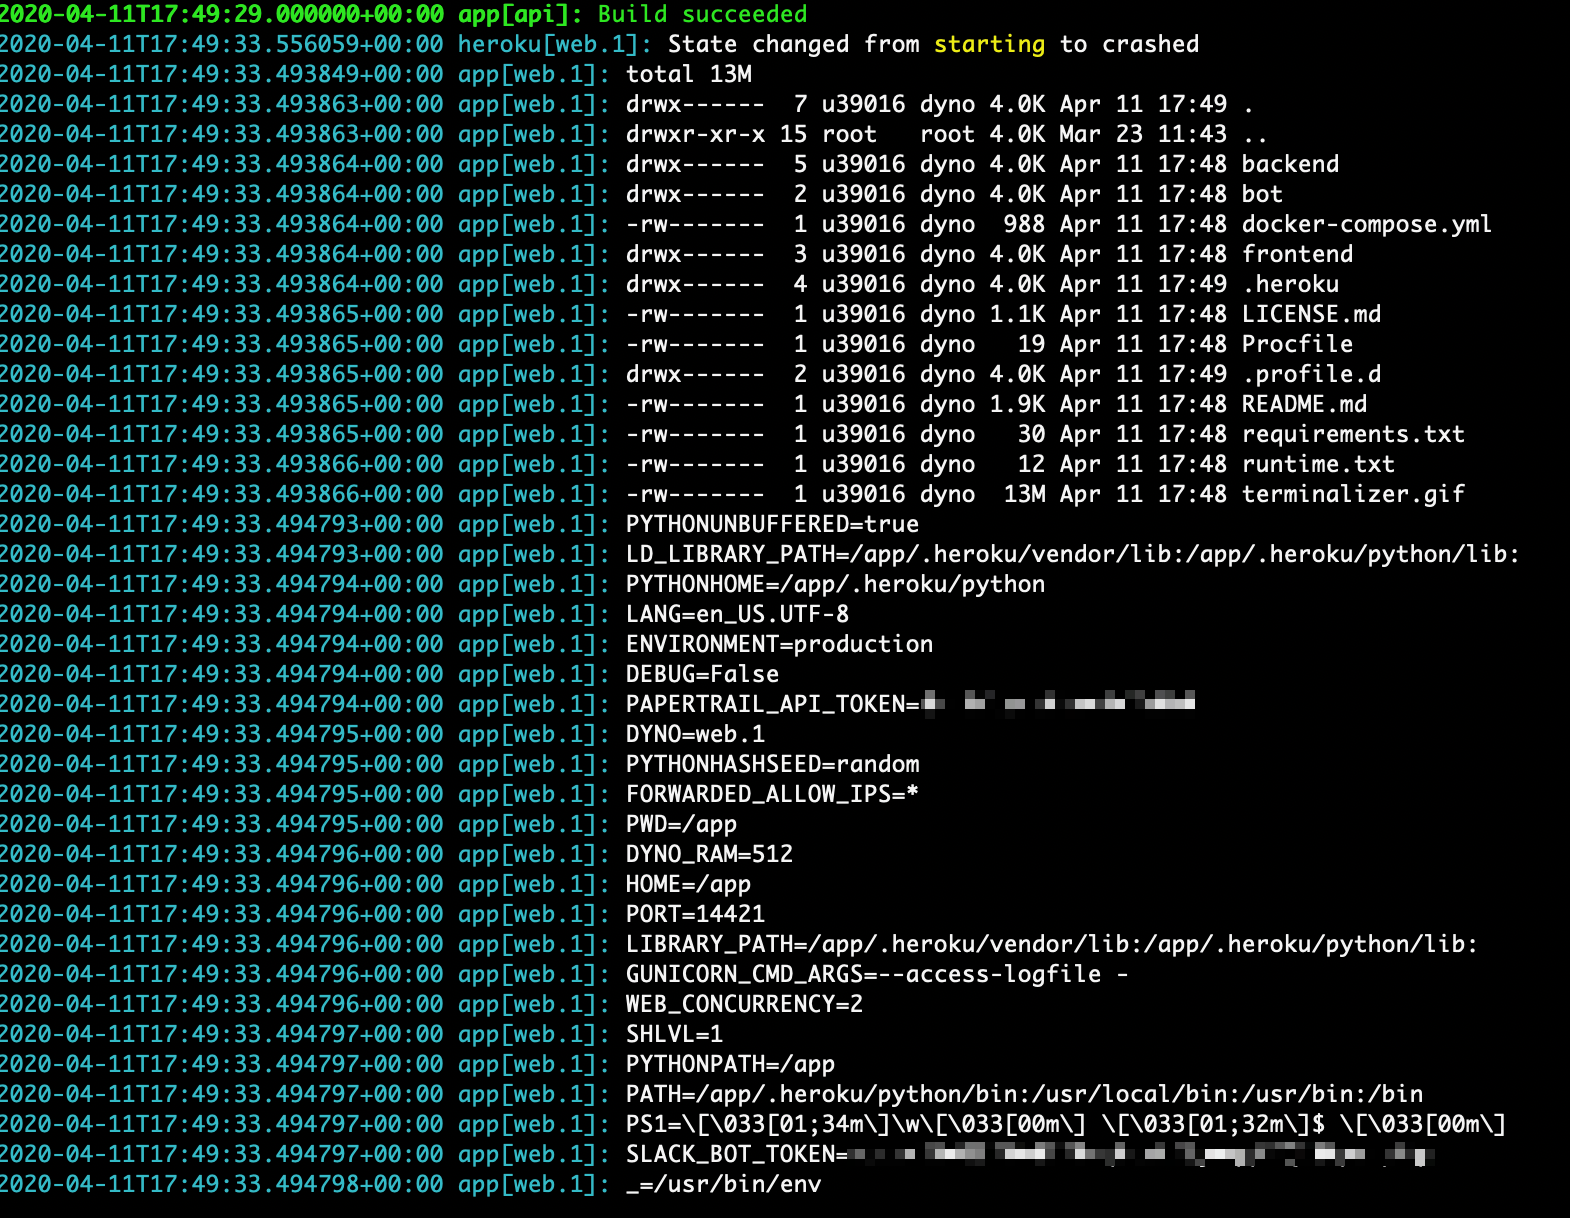 2020-04-11T17:49:29.000000+00:00 app[api]: Build succeeded
2020-04-11T17:49:33.556059+00:00 heroku[web.1]: State changed from starting to crashed
2020-04-11T17:49:33.493849+00:00 app[web.1]: total 13M
2020-04-11T17:49:33.493863+00:00 app[web.1]: drwx------  7 u39016 dyno 4.0K Apr 11 17:49 .
2020-04-11T17:49:33.493863+00:00 app[web.1]: drwxr-xr-x 15 root   root 4.0K Mar 23 11:43 ..
2020-04-11T17:49:33.493864+00:00 app[web.1]: drwx------  5 u39016 dyno 4.0K Apr 11 17:48 backend
2020-04-11T17:49:33.493864+00:00 app[web.1]: drwx------  2 u39016 dyno 4.0K Apr 11 17:48 bot
2020-04-11T17:49:33.493864+00:00 app[web.1]: -rw-------  1 u39016 dyno  988 Apr 11 17:48 docker-compose.yml
2020-04-11T17:49:33.493864+00:00 app[web.1]: drwx------  3 u39016 dyno 4.0K Apr 11 17:48 frontend
2020-04-11T17:49:33.493864+00:00 app[web.1]: drwx------  4 u39016 dyno 4.0K Apr 11 17:49 .heroku
2020-04-11T17:49:33.493865+00:00 app[web.1]: -rw-------  1 u39016 dyno 1.1K Apr 11 17:48 LICENSE.md
2020-04-11T17:49:33.493865+00:00 app[web.1]: -rw-------  1 u39016 dyno   19 Apr 11 17:48 Procfile
2020-04-11T17:49:33.493865+00:00 app[web.1]: drwx------  2 u39016 dyno 4.0K Apr 11 17:49 .profile.d
2020-04-11T17:49:33.493865+00:00 app[web.1]: -rw-------  1 u39016 dyno 1.9K Apr 11 17:48 README.md
2020-04-11T17:49:33.493865+00:00 app[web.1]: -rw-------  1 u39016 dyno   30 Apr 11 17:48 requirements.txt
2020-04-11T17:49:33.493866+00:00 app[web.1]: -rw-------  1 u39016 dyno   12 Apr 11 17:48 runtime.txt
2020-04-11T17:49:33.493866+00:00 app[web.1]: -rw-------  1 u39016 dyno  13M Apr 11 17:48 terminalizer.gif
2020-04-11T17:49:33.494793+00:00 app[web.1]: PYTHONUNBUFFERED=true
2020-04-11T17:49:33.494793+00:00 app[web.1]: LD_LIBRARY_PATH=/app/.heroku/vendor/lib:/app/.heroku/python/lib:
2020-04-11T17:49:33.494794+00:00 app[web.1]: PYTHONHOME=/app/.heroku/python
2020-04-11T17:49:33.494794+00:00 app[web.1]: LANG=en_US.UTF-8
2020-04-11T17:49:33.494794+00:00 app[web.1]: ENVIRONMENT=production
2020-04-11T17:49:33.494794+00:00 app[web.1]: DEBUG=False
2020-04-11T17:49:33.494794+00:00 app[web.1]: PAPERTRAIL_API_TOKEN=
2020-04-11T17:49:33.494795+00:00 app[web.1]: DYNO=web.1
2020-04-11T17:49:33.494795+00:00 app[web.1]: PYTHONHASHSEED=random
2020-04-11T17:49:33.494795+00:00 app[web.1]: FORWARDED_ALLOW_IPS=*
2020-04-11T17:49:33.494795+00:00 app[web.1]: PWD=/app
2020-04-11T17:49:33.494796+00:00 app[web.1]: DYNO_RAM=512
2020-04-11T17:49:33.494796+00:00 app[web.1]: HOME=/app
2020-04-11T17:49:33.494796+00:00 app[web.1]: PORT=14421
2020-04-11T17:49:33.494796+00:00 app[web.1]: LIBRARY_PATH=/app/.heroku/vendor/lib:/app/.heroku/python/lib:
2020-04-11T17:49:33.494796+00:00 app[web.1]: GUNICORN_CMD_ARGS=--access-logfile -
2020-04-11T17:49:33.494796+00:00 app[web.1]: WEB_CONCURRENCY=2
2020-04-11T17:49:33.494797+00:00 app[web.1]: SHLVL=1
2020-04-11T17:49:33.494797+00:00 app[web.1]: PYTHONPATH=/app
2020-04-11T17:49:33.494797+00:00 app[web.1]: PATH=/app/.heroku/python/bin:/usr/local/bin:/usr/bin:/bin
2020-04-11T17:49:33.494797+00:00 app[web.1]: PS1=\[\033[01;34m\]\w\[\033[00m\] \[\033[01;32m\]$ \[\033[00m\]
2020-04-11T17:49:33.494797+00:00 app[web.1]: SLACK_BOT_TOKEN=
2020-04-11T17:49:33.494798+00:00 app[web.1]: _=/usr/bin/env